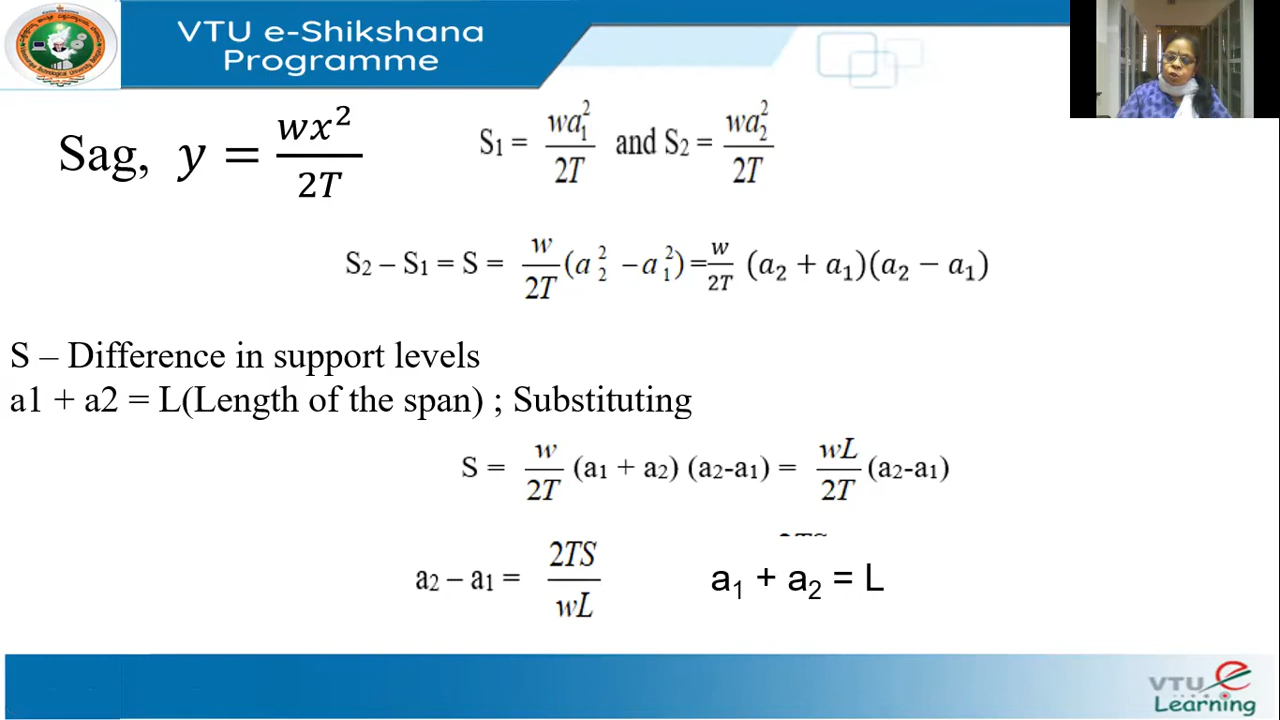 VTU e-Shikshana
Programme
Sag, y = wx²/2T
S₁ = wa₁²/2T and S₂ = wa₂²/2T
S₂ – S₁ = S = w/2T (a₂² – a₁²) = w/2T (a₂ + a₁)(a₂ − a₁)
S – Difference in support levels
a1 + a2 = L(Length of the span) ; Substituting
S = w/2T (a₁ + a₂) (a₂-a₁) = wL/2T (a₂-a₁)
a₂ – a₁ = 2TS/wL
a₁ + a₂ = L
VTU e
Learning